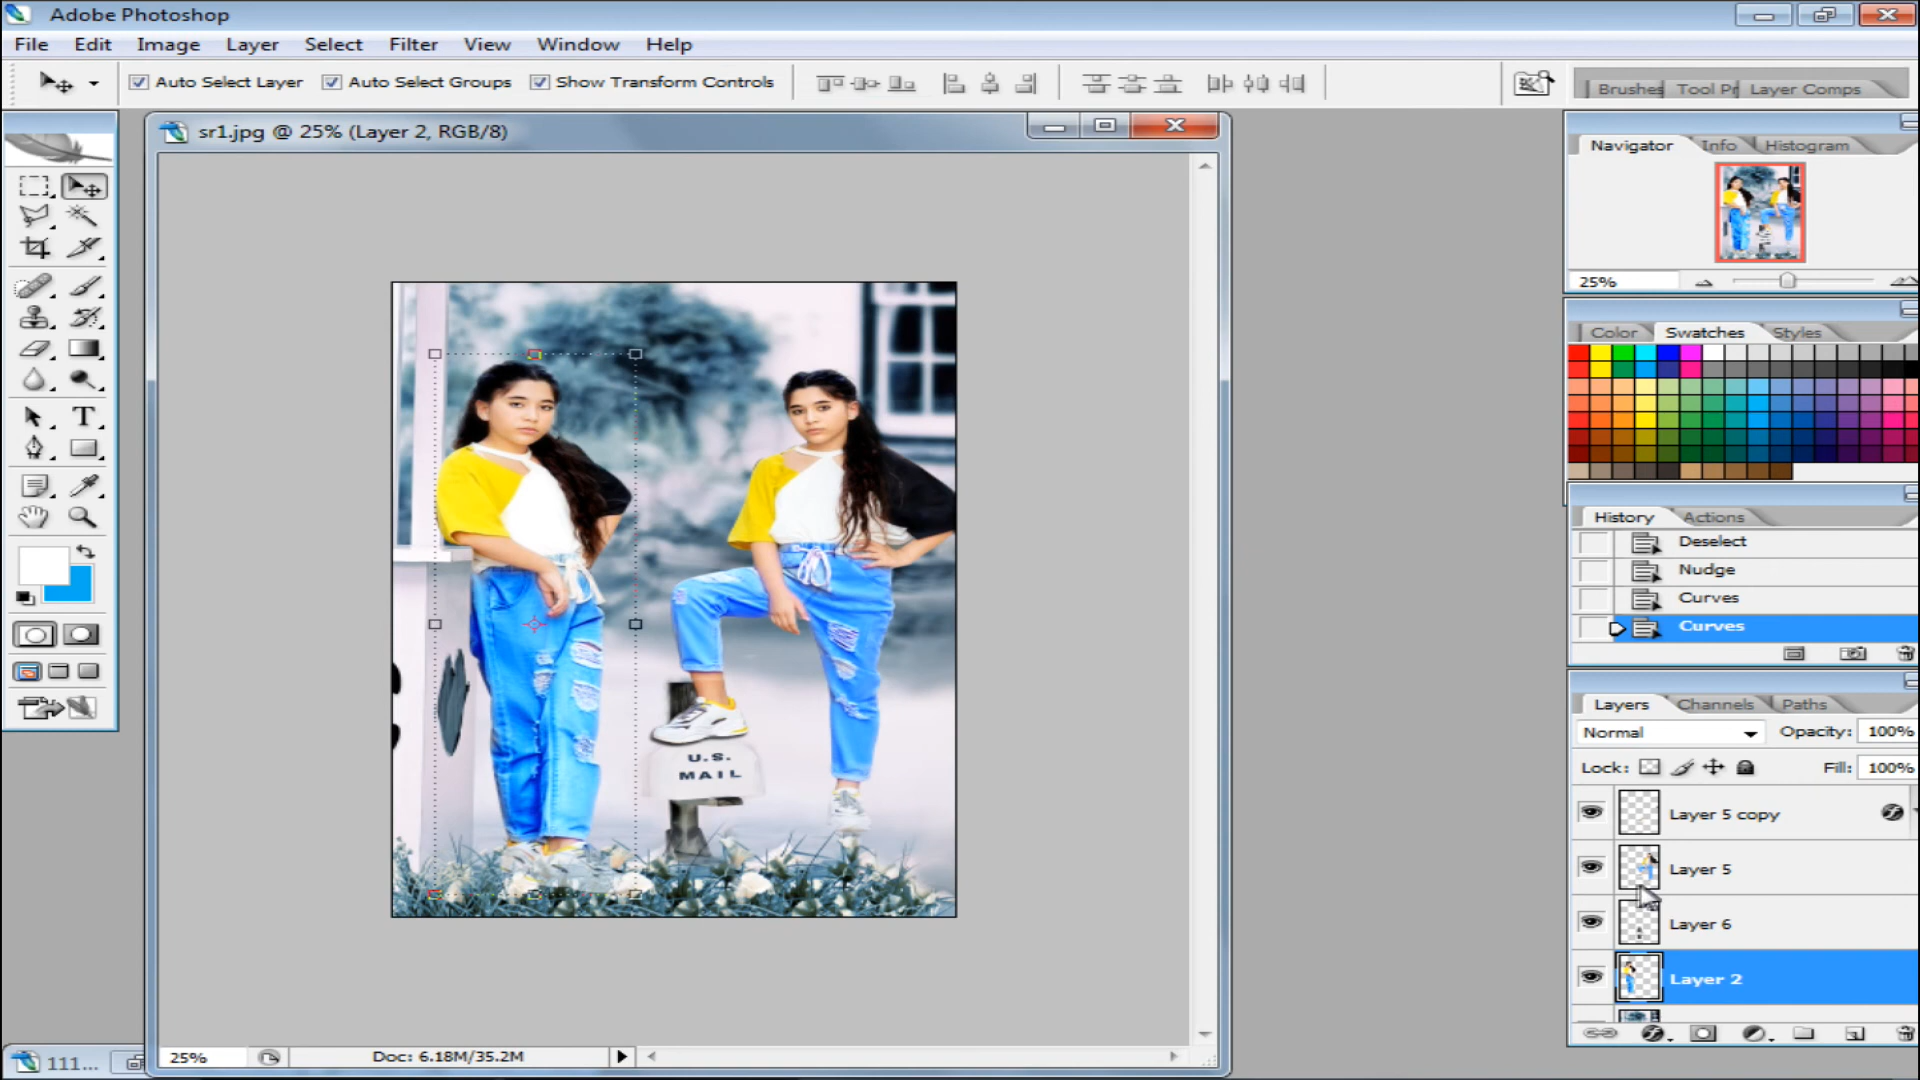 Adobe Photoshop
File Edit Image Layer Select Filter View Window Help
Auto Select Layer Auto Select Groups Show Transform Controls
Brushes Tool Pr Layer Comps
sr1.jpg @ 25% (Layer 2, RGB/8)
Navigator Info Histogram
25%
Color Swatches Styles
History Actions
Deselect
Nudge
Curves
Curves
Layers Channels Paths
Normal Opacity: 100%
Lock: Fill: 100%
Layer 5 copy
Layer 5
Layer 6
Layer 2
U.S.
MAIL
25% Doc: 6.18M/35.2M
111...